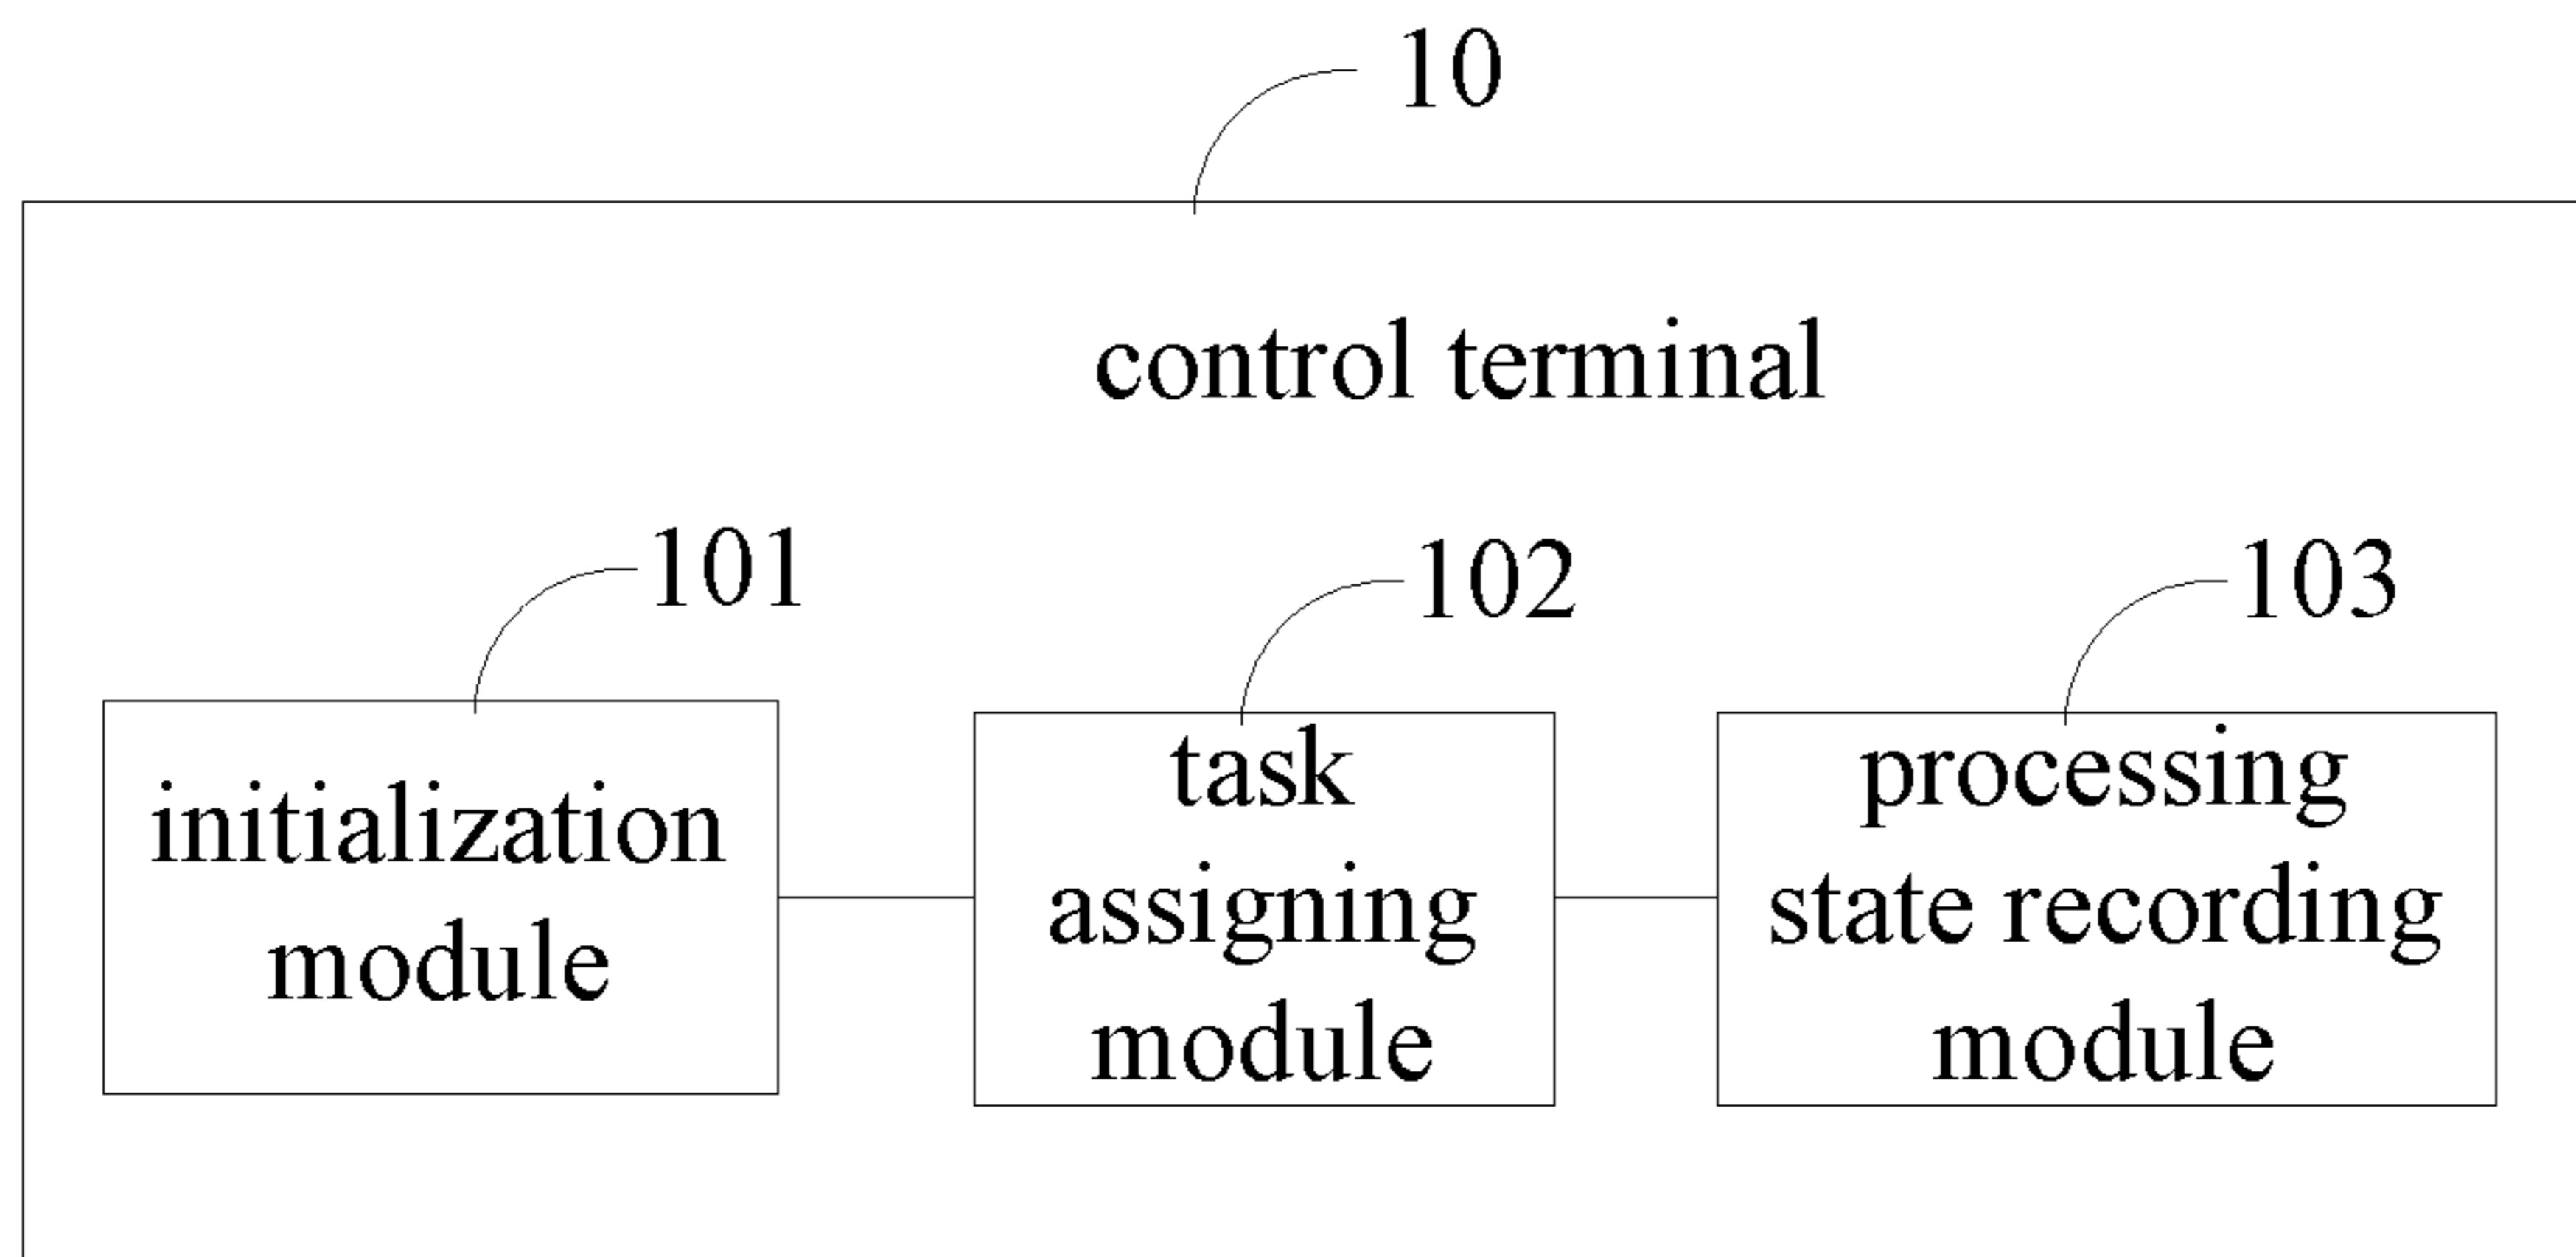 10
control terminal
101
102
103
initialization
module
task
assigning
module
processing
state recording
module